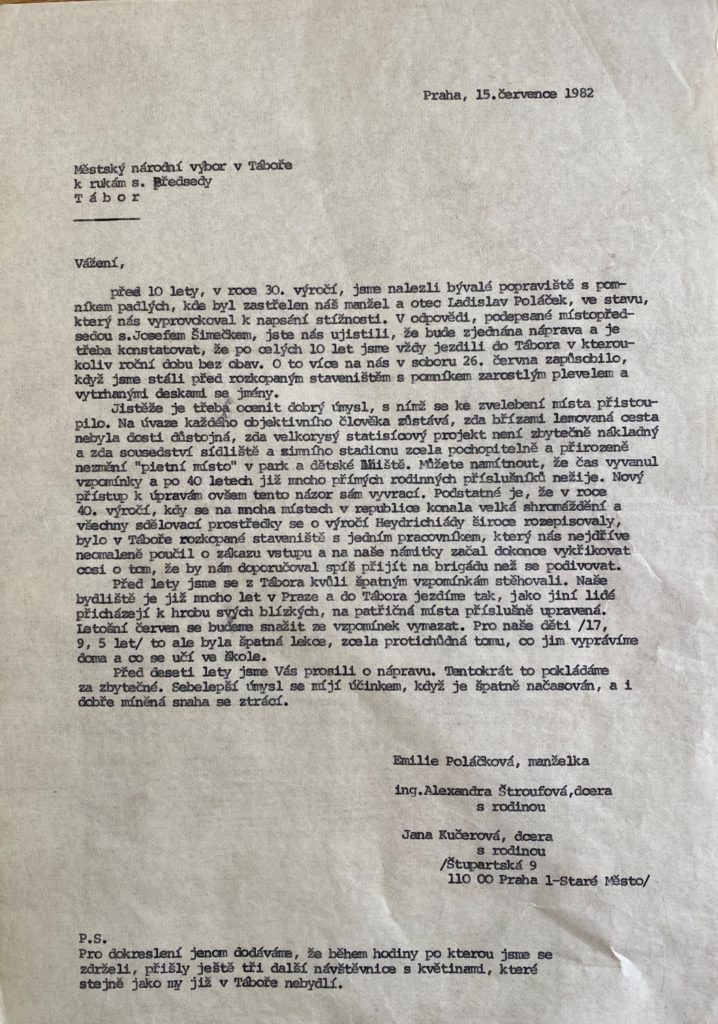 Praha, 15.července 1982
Městský národní výbor v Táboře
k rukám s. předsedy
T á b o r
Vážení,
před 10 lety, v roce 30. výročí, jsme nalezli bývalé popraviště s pom-
níkem padlých, kde byl zastřelen náš manžel a otec Ladislav Poláček, ve stavu,
který nás vyprovokoval k napsání stížnosti. V odpovědi, podepsané místopřed-
sedou s.Josefem Šimečkem, jste nás ujistili, že bude zjednána náprava a je
třeba konstatovat, že po celých 10 let jsme vždy jezdili do Tábora v kterou-
koliv roční dobu bez obav. O to více na nás v soboru 26. června zapůsobilo,
když jsme stáli před rozkopaným staveništěm s pomníkem zarostlým plevelem a
vytrhanými deskami se jmény.
Jistěže je třeba ocenit dobrý úmysl, s nímž se ke zvelebení místa přistou-
pilo. Na úvaze každého objektivního člověka zůstává, zda břízami lemovaná cesta
nebyla dosti důstojná, zda velkorysý statisícový projekt není zbytečně nákladný
a zda sousedství sídliště a zimního stadionu zcela pochopitelně a přirozeně
nezmění "pietní místo" v park a dětské hřiště. Můžete namítnout, že čas vyvanul
vzpomínky a po 40 letech již mnoho přímých rodinných příslušníků nežije. Nový
přístup k úpravám ovšem tento názor sám vyvrací. Podstatné je, že v roce
40. výročí, kdy se na mnoha místech v republice konala velká shromáždění a
všechny sdělovací prostředky se o výročí Heydrichiády široce rozepisovaly,
bylo v Táboře rozkopané staveniště s jedním pracovníkem, který nás nejdříve
neomaleně poučil o zákazu vstupu a na naše námitky začal dokonce vykřikovat
cosi o tom, že by nám doporučoval spíš přijít na brigádu než se podivovat.
Před lety jsme se z Tábora kvůli špatným vzpomínkám stěhovali. Naše
bydliště je již mnoho let v Praze a do Tábora jezdíme tak, jako jiní lidé
přicházejí k hrobu svých blízkých, na patřičná místa příslušně upravená.
Letošní červen se budeme snažit ze vzpomínek vymazat. Pro naše děti /17,
9, 5 let/ to ale byla špatná lekce, zcela protichůdná tomu, co jim vyprávíme
doma a co se učí ve škole.
Před deseti lety jsme Vás prosili o nápravu. Tentokrát to pokládáme
za zbytečné. Sebelepší úmysl se míjí účinkem, když je špatně načasován, a i
dobře míněná snaha se ztrácí.
Emilie Poláčková, manželka
ing.Alexandra Štroufová,dcera
s rodinou
Jana Kučerová, dcera
s rodinou
/Štupartská 9
110 00 Praha 1-Staré Město/
P.S.
Pro dokreslení jenom dodáváme, že během hodiny po kterou jsme se
zdrželi, přišly ještě tři další návštěvnice s květinami, které
stejně jako my již v Táboře nebydlí.